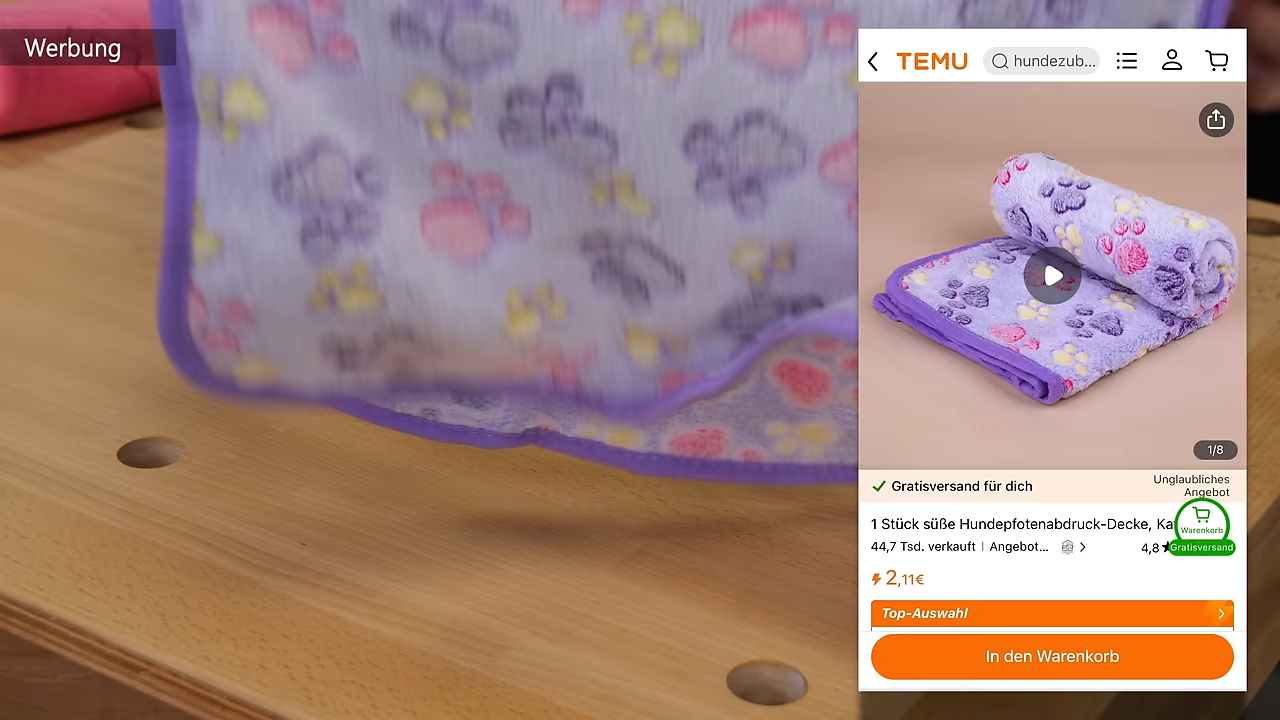 Werbung
TEMU
hundezub...
1/8
Gratisversand für dich
Unglaubliches
Angebot
1 Stück süße Hundepfotenabdruck-Decke, Ka
Warenkorb
44,7 Tsd. verkauft | Angebot...
4,8
Gratisversand
2,11€
Top-Auswahl
In den Warenkorb